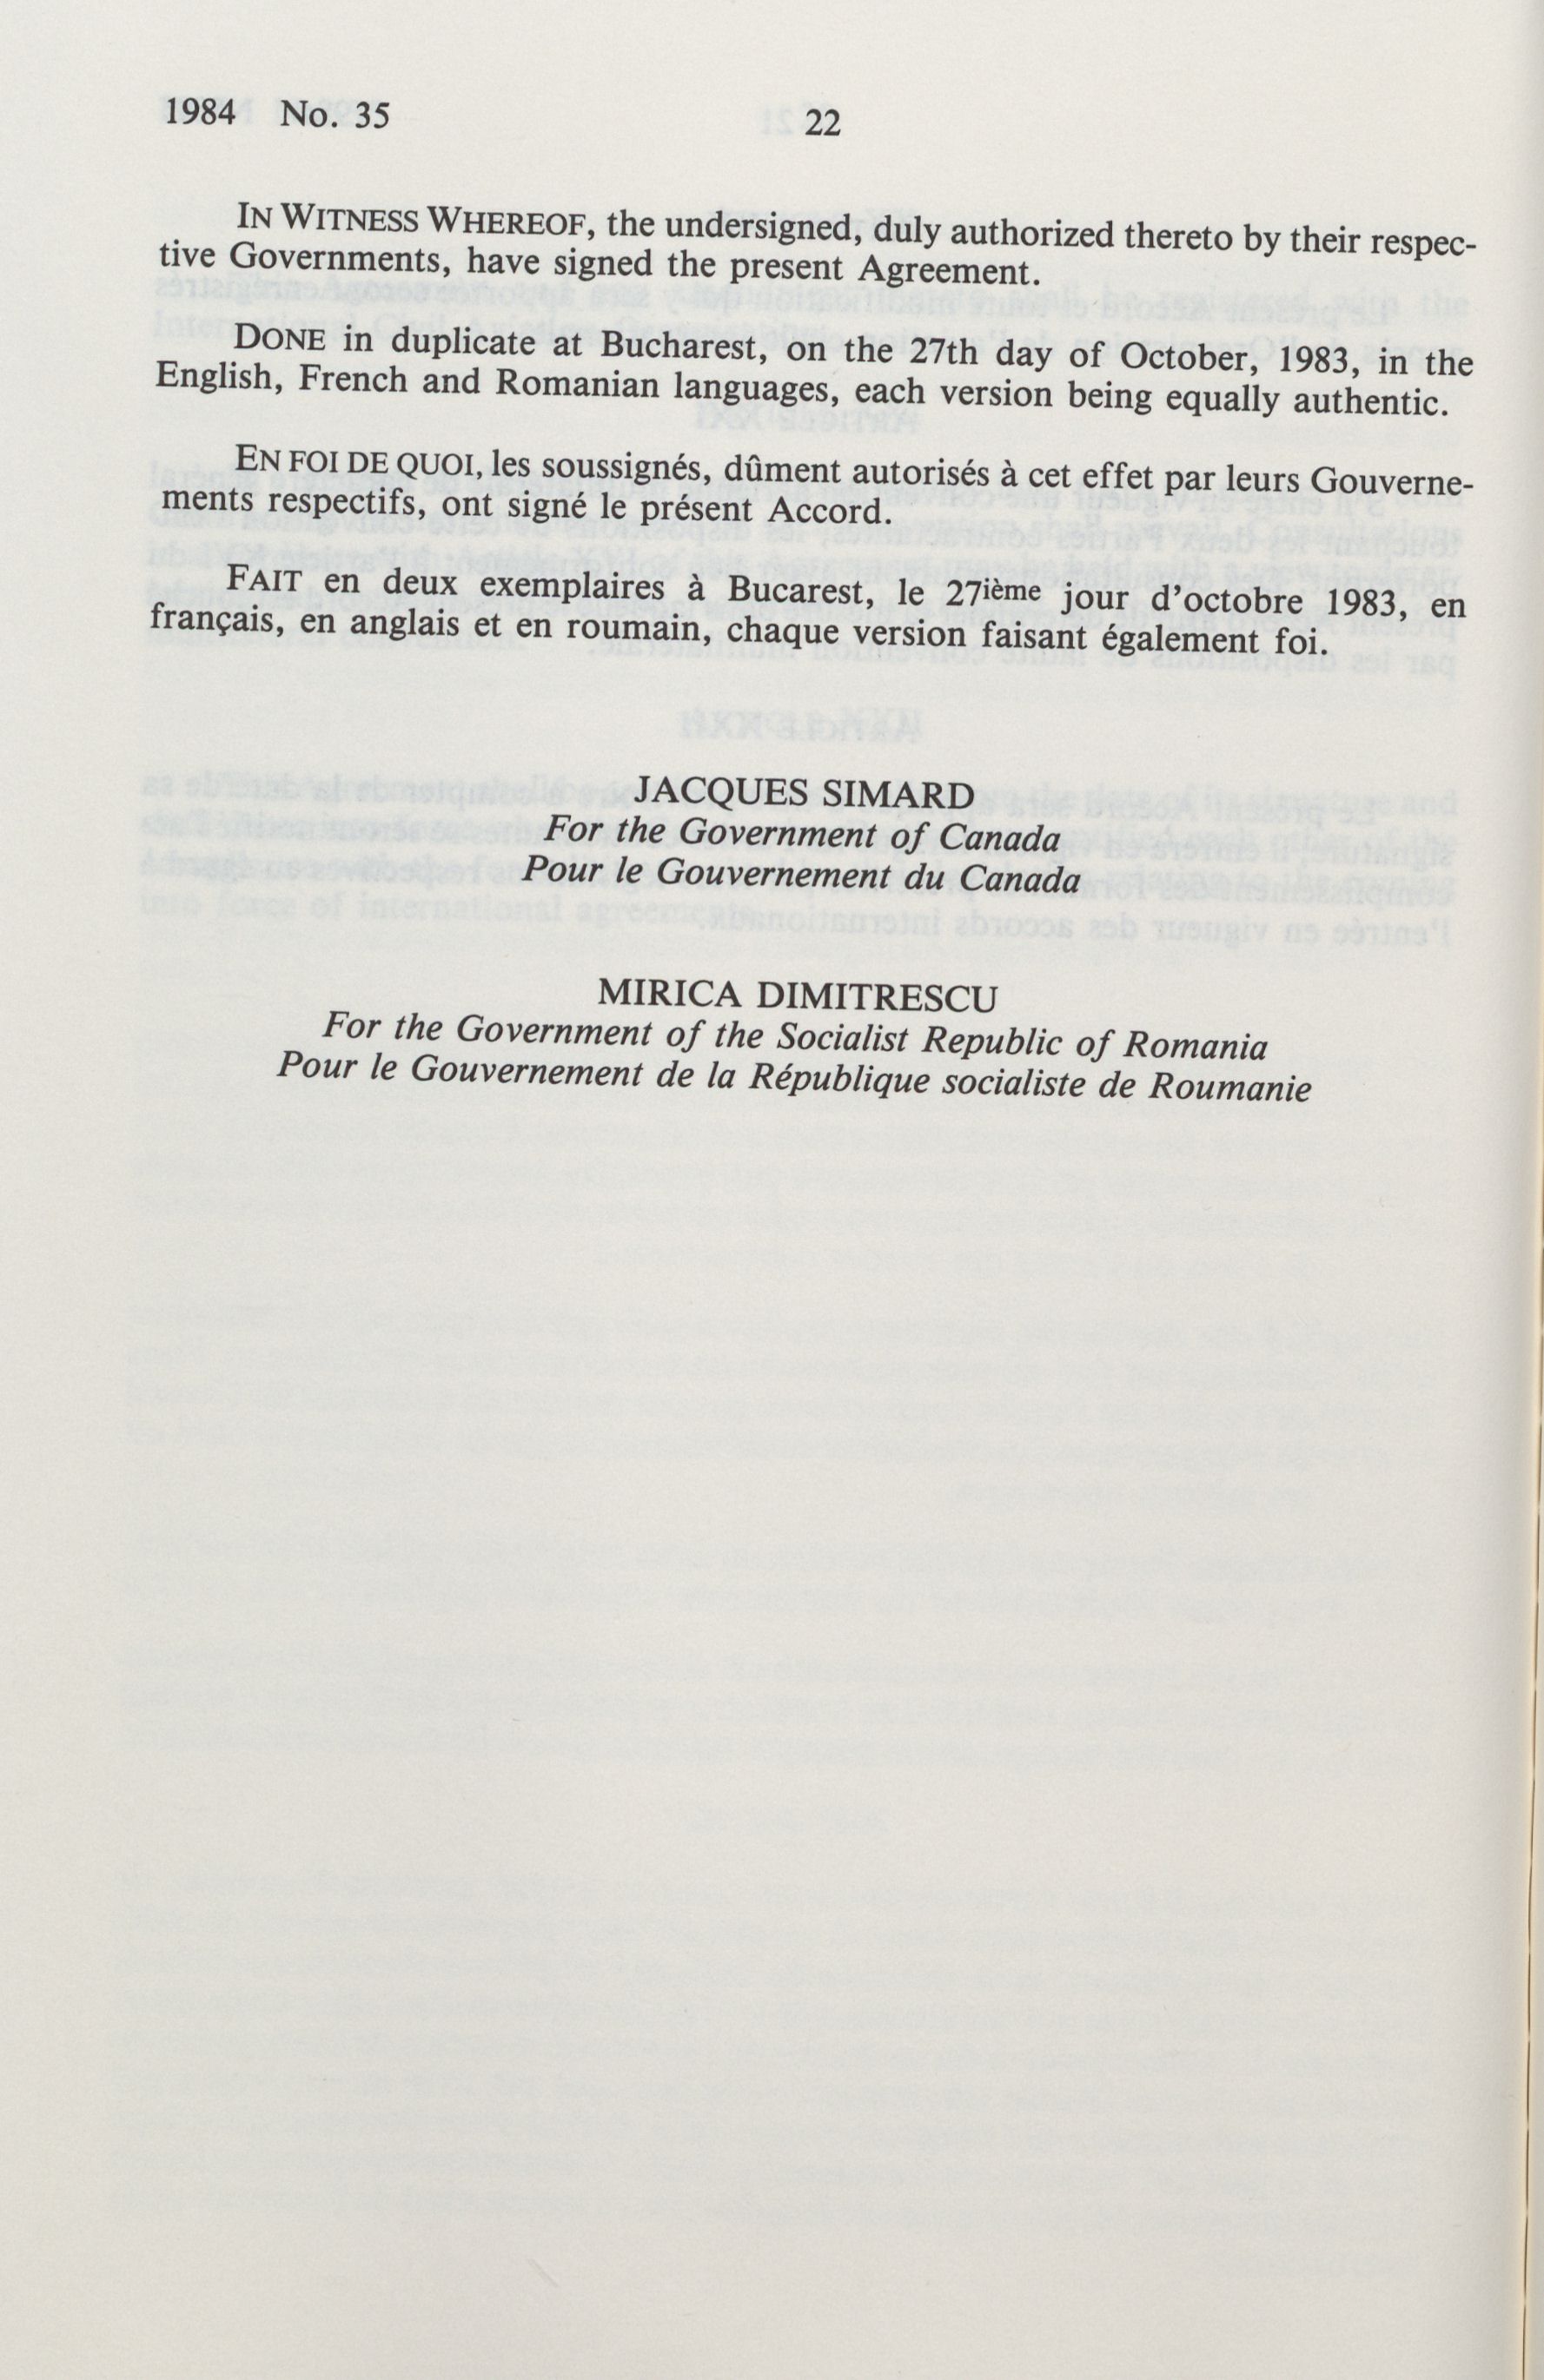 1984 No. 35
22
IN WITNESS WHEREOF, the undersigned, duly authorized thereto by their respec-
tive Governments, have signed the present Agreement.
DONE in duplicate at Bucharest, on the 27th day of October, 1983, in the
English, French and Romanian languages, each version being equally authentic.
EN FOI DE QUOI, les soussignés, dûment autorisés à cet effet par leurs Gouverne-
ments respectifs, ont signé le présent Accord.
FAIT en deux exemplaires à Bucarest, le 27ième jour d'octobre 1983, en
français, en anglais et en roumain, chaque version faisant également foi.
JACQUES SIMARD
For the Government of Canada
Pour le Gouvernement du Canada
MIRICA DIMITRESCU
For the Government of the Socialist Republic of Romania
Pour le Gouvernement de la République socialiste de Roumanie